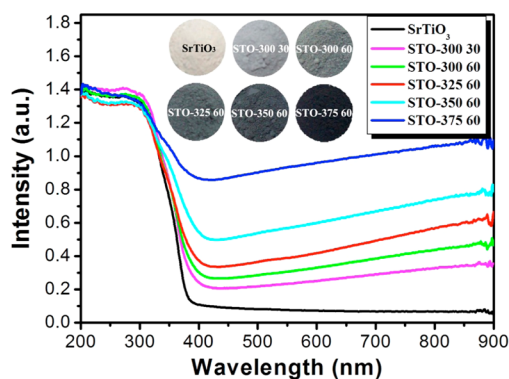 1.8
1.6
1.4
1.2
1.0
0.8
0.6
0.4
0.2
0.0
Intensity (a.u.)
SrTiO3
STO-300 30
STO-300 60
STO-325 60
STO-350 60
STO-375 60
SrTiO3
STO-300 30
STO-300 60
STO-325 60
STO-350 60
STO-375 60
200 300 400 500 600 700 800 900
Wavelength (nm)